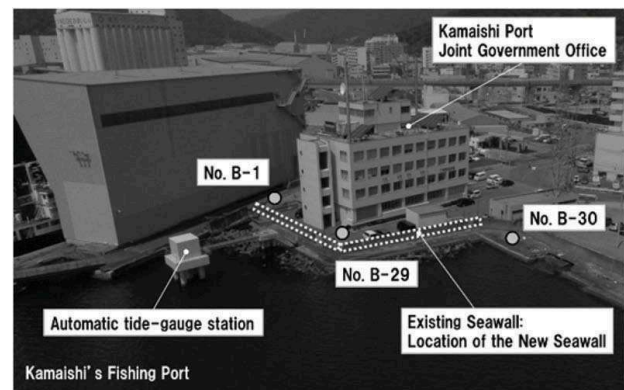 Kamaishi Port
Joint Government Office
No. B-1
No. B-30
No. B-29
Automatic tide-gauge station
Existing Seawall:
Location of the New Seawall
Kamaishi's Fishing Port